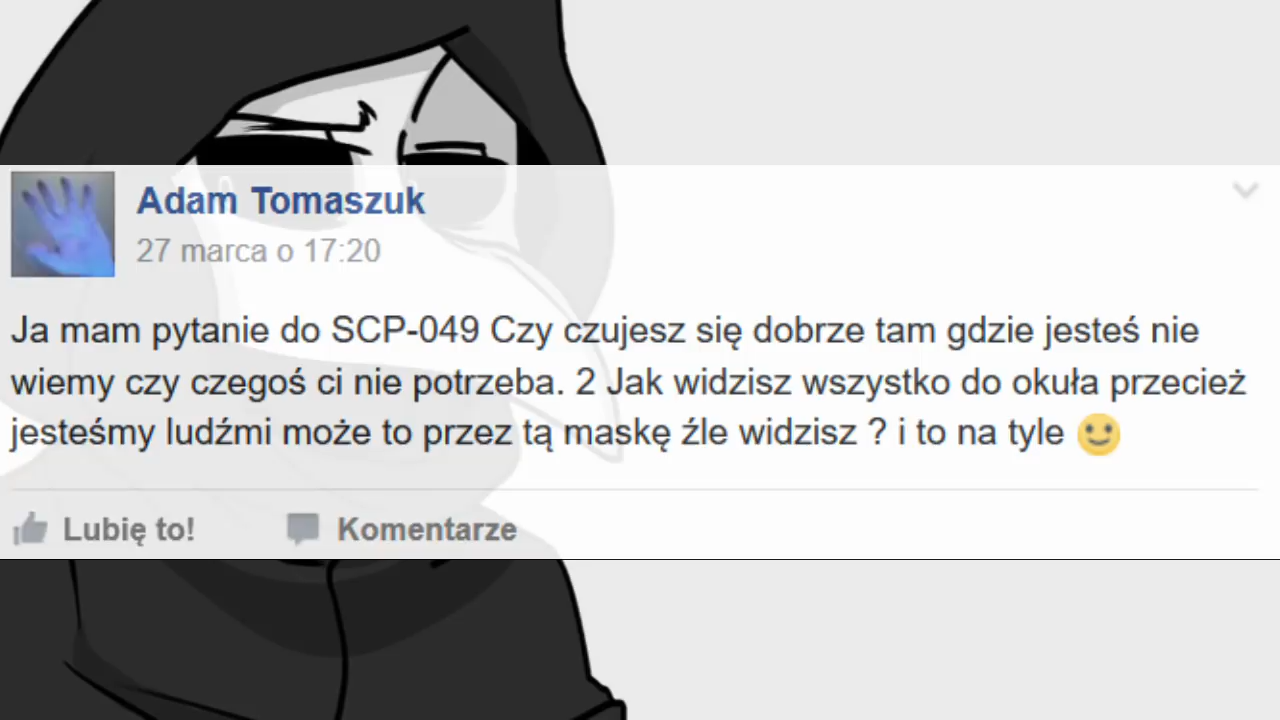 Adam Tomaszuk
27 marca o 17:20
Ja mam pytanie do SCP-049 Czy czujesz się dobrze tam gdzie jesteś nie
wiemy czy czegoś ci nie potrzeba. 2 Jak widzisz wszystko do okuła przecież
jesteśmy ludźmi może to przez tą maskę źle widzisz ? i to na tyle 🙂
Lubię to! Komentarze